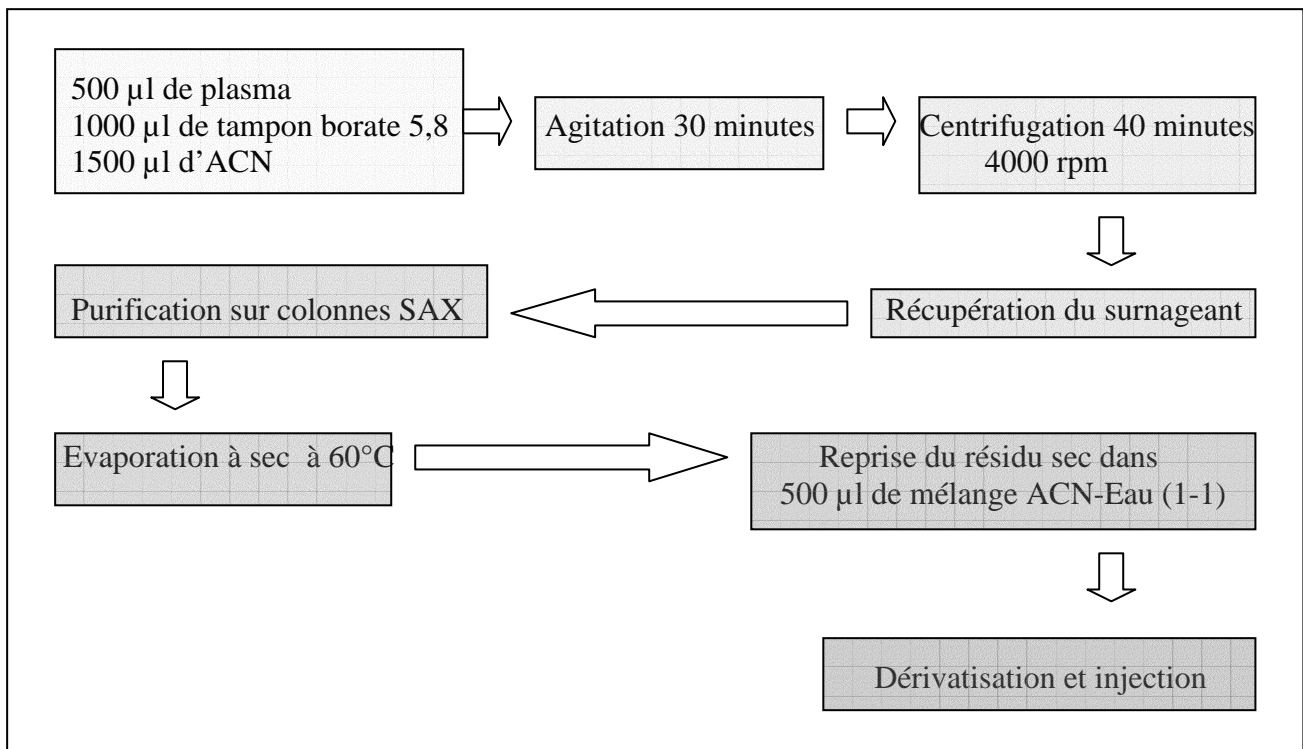 500 µl de plasma
1000 µl de tampon borate 5,8
1500 µl d'ACN
Agitation 30 minutes
Centrifugation 40 minutes
4000 rpm
Récupération du surnageant
Purification sur colonnes SAX
Evaporation à sec à 60°C
Reprise du résidu sec dans
500 µl de mélange ACN-Eau (1-1)
Dérivatisation et injection